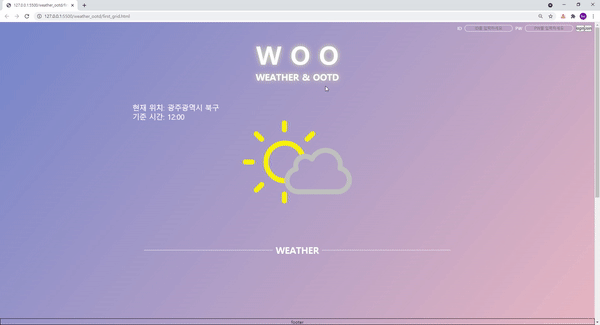 127.0.0.1:5500/weather_ootd/first_grid.html
WOO
WEATHER & OOTD
현재 위치: 광주광역시 북구
기준 시간: 12:00
WEATHER
footer